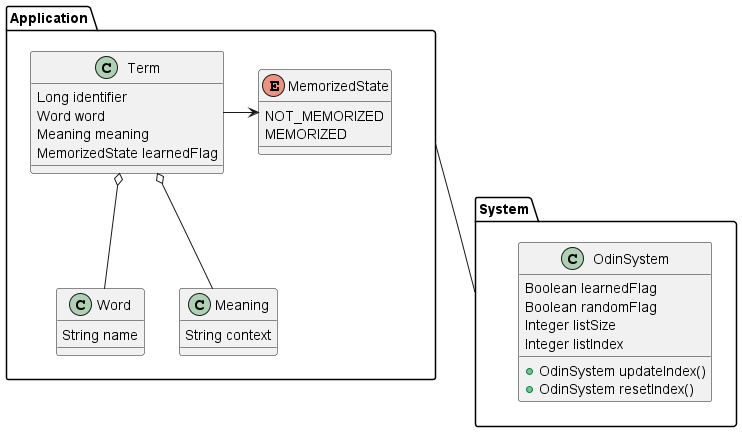 Application
C Term
Long identifier
Word word
Meaning meaning
MemorizedState learnedFlag
E MemorizedState
NOT_MEMORIZED
MEMORIZED
C Word
String name
C Meaning
String context
System
C OdinSystem
Boolean learnedFlag
Boolean randomFlag
Integer listSize
Integer listIndex
OdinSystem updateIndex()
OdinSystem resetIndex()